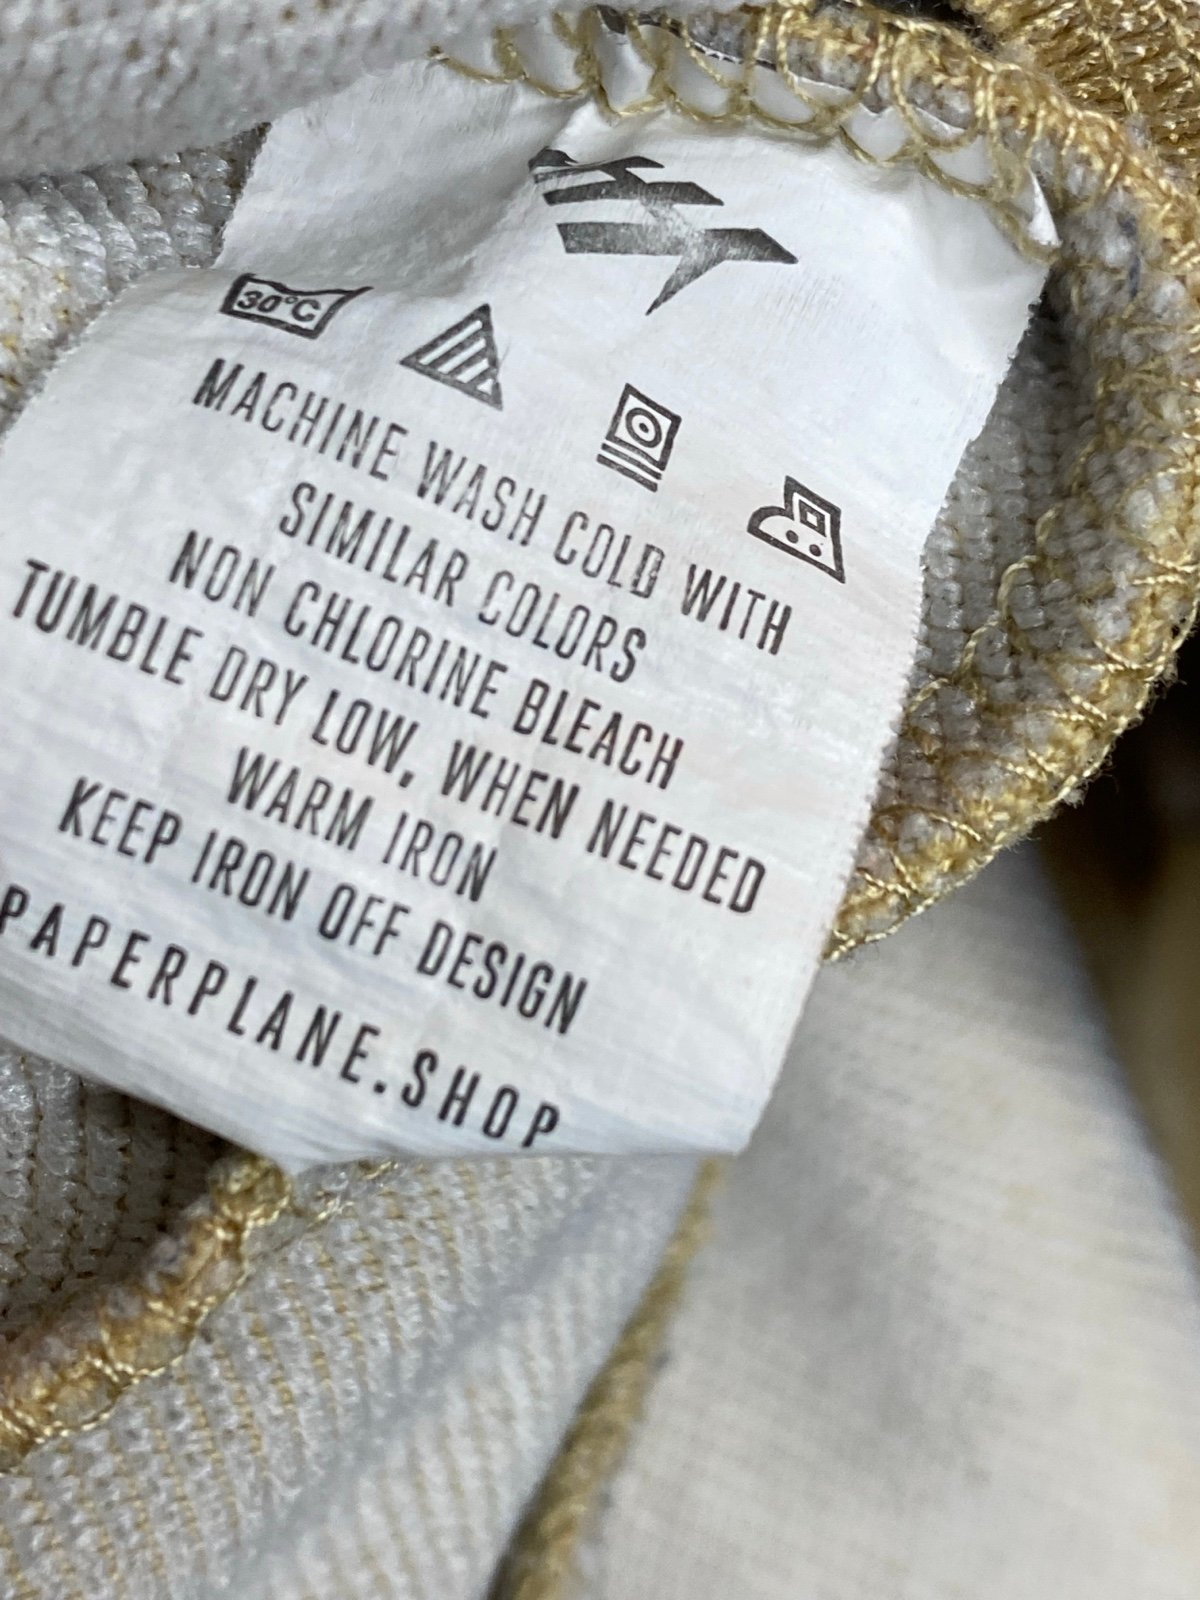 30°C
MACHINE WASH COLD WITH
SIMILAR COLORS
NON CHLORINE BLEACH
TUMBLE DRY LOW, WHEN NEEDED
WARM IRON
KEEP IRON OFF DESIGN
PAPERPLANE.SHOP